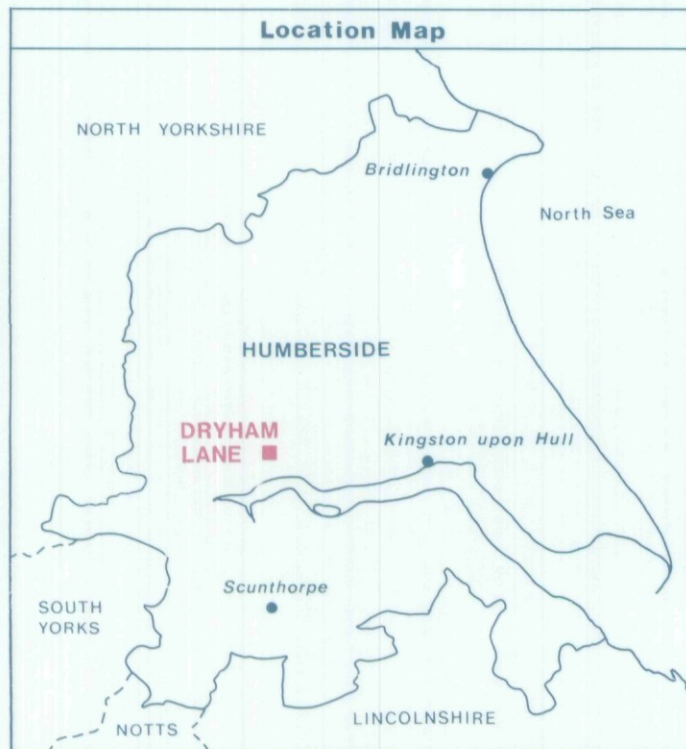 Location Map
NORTH YORKSHIRE
Bridlington
North Sea
HUMBERSIDE
DRYHAM
LANE
Kingston upon Hull
Scunthorpe
SOUTH
YORKS
NOTTS
LINCOLNSHIRE